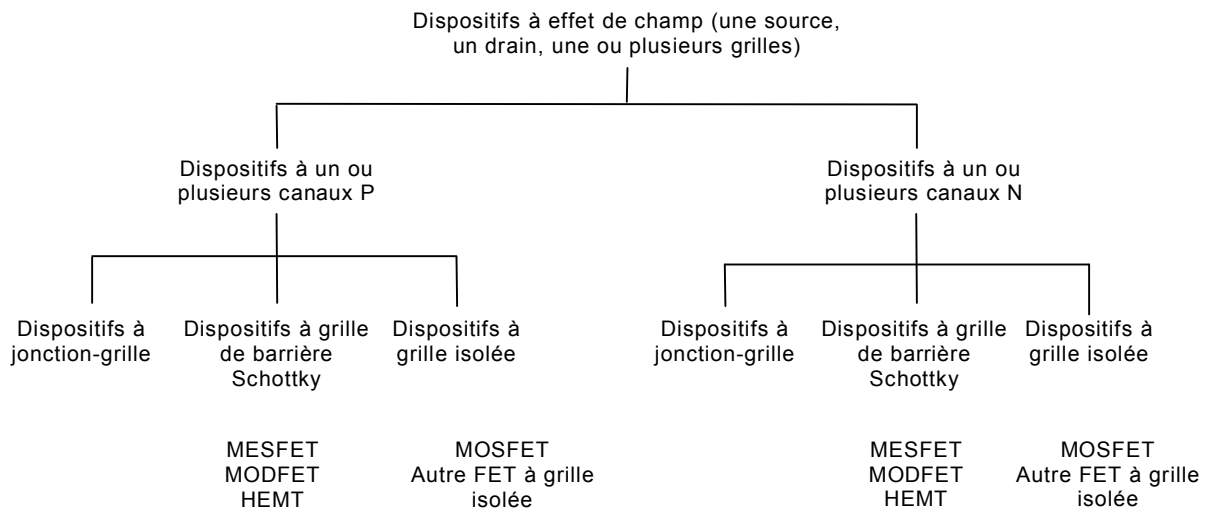 Dispositifs à effet de champ (une source,
un drain, une ou plusieurs grilles)
Dispositifs à un ou
plusieurs canaux P
Dispositifs à un ou
plusieurs canaux N
Dispositifs à
jonction-grille
Dispositifs à grille
de barrière
Schottky
Dispositifs à
grille isolée
Dispositifs à
jonction-grille
Dispositifs à grille
de barrière
Schottky
Dispositifs à
grille isolée
MESFET
MODFET
HEMT
MOSFET
Autre FET à grille
isolée
MESFET
MODFET
HEMT
MOSFET
Autre FET à grille
isolée